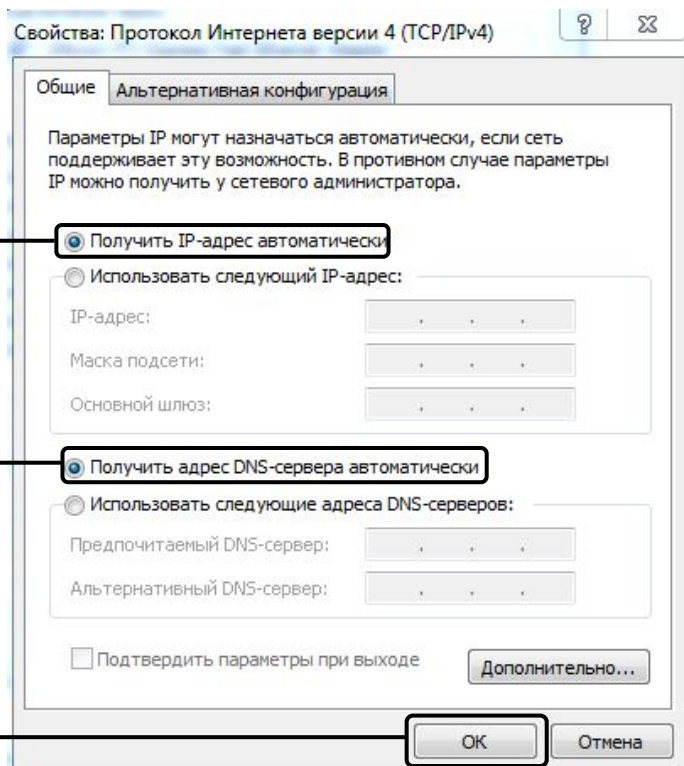 Свойства: Протокол Интернета версии 4 (TCP/IPv4)
Общие
Альтернативная конфигурация
Параметры IP могут назначаться автоматически, если сеть
поддерживает эту возможность. В противном случае параметры
IP можно получить у сетевого администратора.
Получить IP-адрес автоматически
Использовать следующий IP-адрес:
IP-адрес:
Маска подсети:
Основной шлюз:
Получить адрес DNS-сервера автоматически
Использовать следующие адреса DNS-серверов:
Предпочитаемый DNS-сервер:
Альтернативный DNS-сервер:
Подтвердить параметры при выходе
Дополнительно...
ОК
Отмена